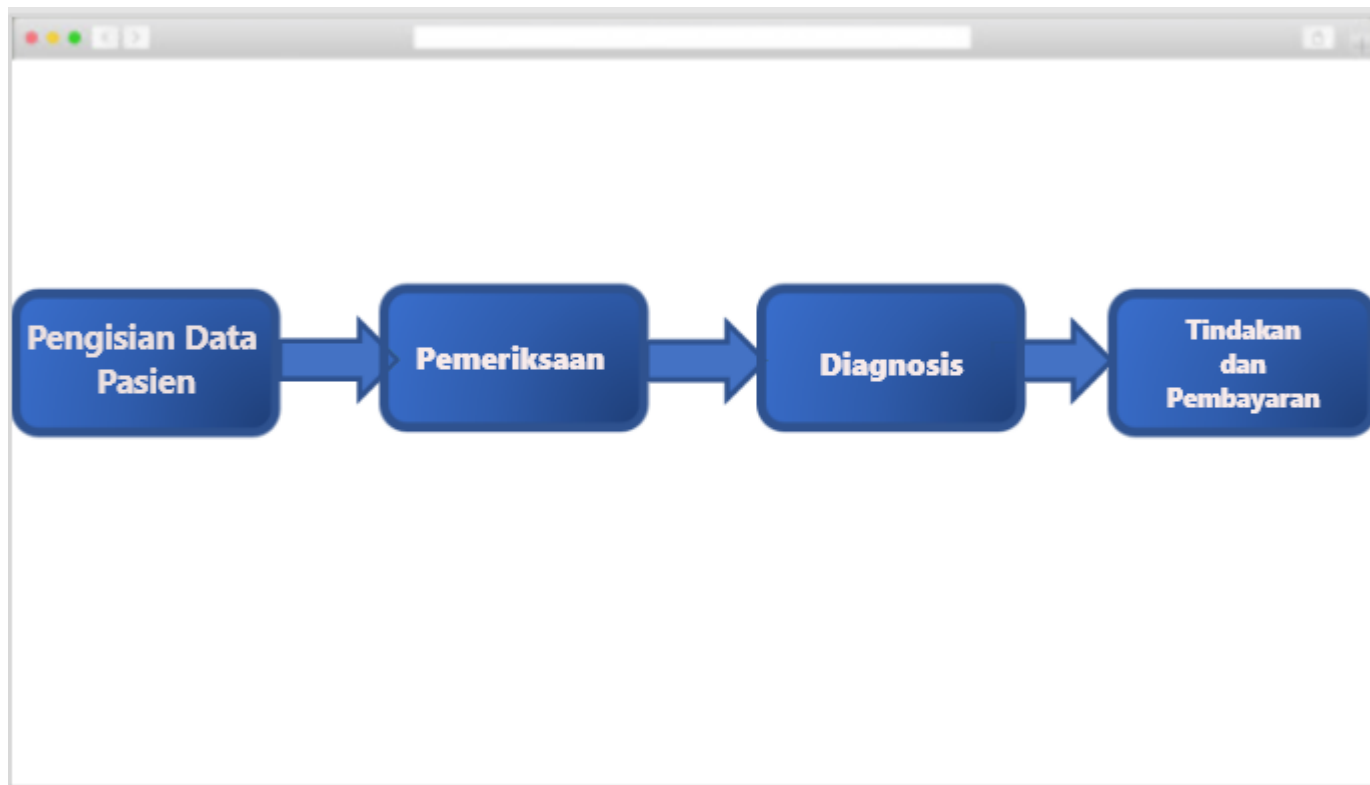 Pengisian Data
Pasien
Pemeriksaan
Diagnosis
Tindakan
dan
Pembayaran